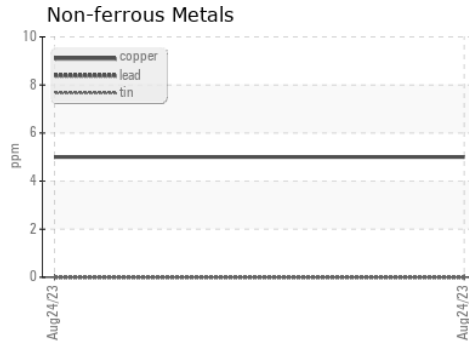 Non-ferrous Metals
10
8
6
4
2
0
ppm
copper
lead
tin
Aug24/23
Aug24/23